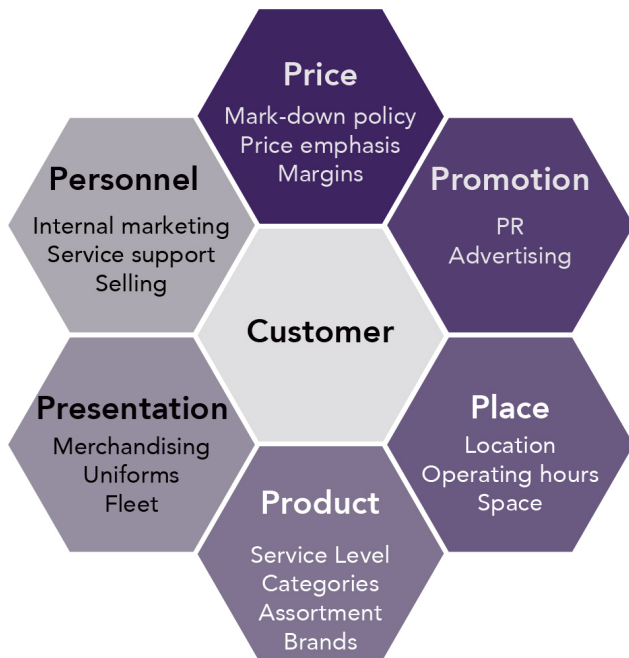 Price
Mark-down policy
Price emphasis
Margins
Promotion
PR
Advertising
Place
Location
Operating hours
Space
Product
Service Level
Categories
Assortment
Brands
Presentation
Merchandising
Uniforms
Fleet
Personnel
Internal marketing
Service support
Selling
Customer